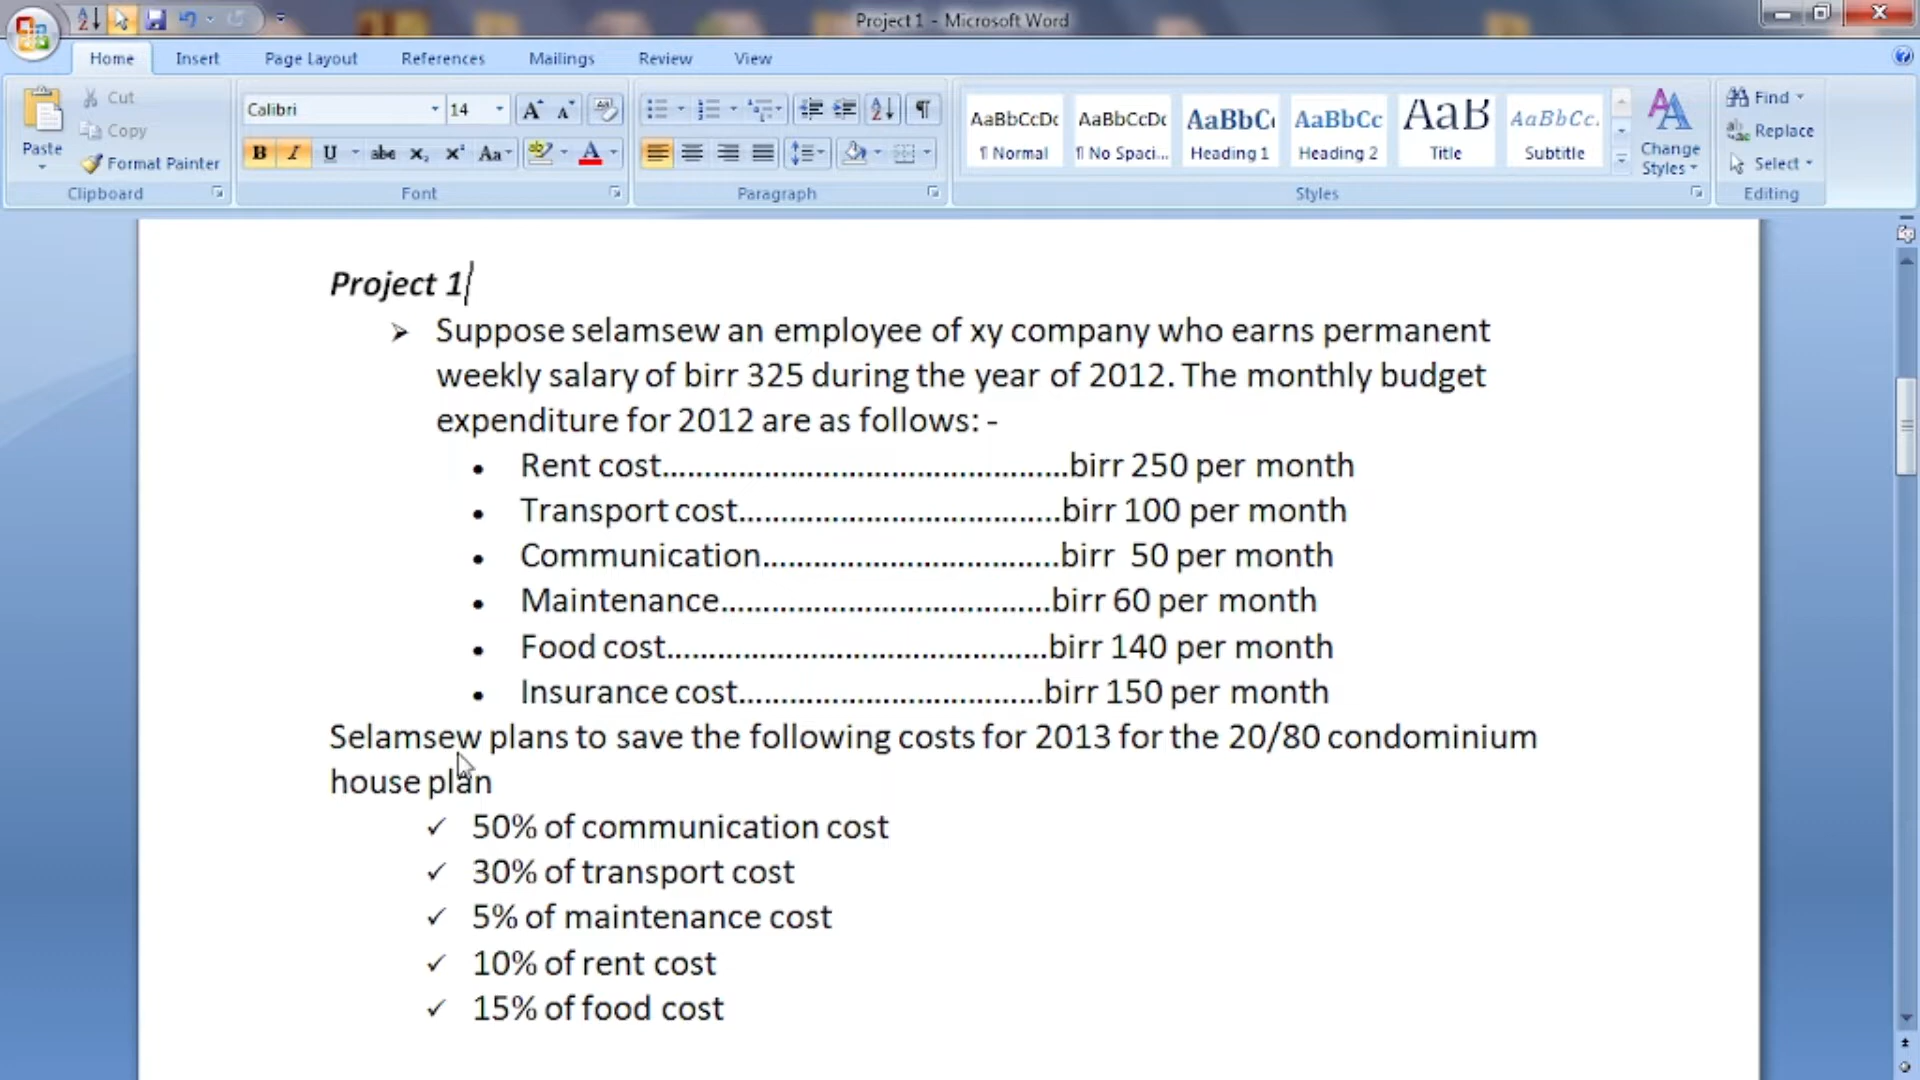 Project 1 - Microsoft Word
Home Insert Page Layout References Mailings Review View
Paste
Cut
Copy
Format Painter
Clipboard
Calibri 14
B I U abe X₂ X² Aa A
Font
Paragraph
AaBbCcDc AaBbCcDc AaBbC AaBbCc AaB AaBbCc.
¶ Normal ¶ No Spaci... Heading 1 Heading 2 Title Subtitle
Change Styles
Styles
Find
Replace
Select
Editing
Project 1
➢ Suppose selamsew an employee of xy company who earns permanent
weekly salary of birr 325 during the year of 2012. The monthly budget
expenditure for 2012 are as follows: -
• Rent cost................................................birr 250 per month
• Transport cost......................................birr 100 per month
• Communication...................................birr 50 per month
• Maintenance.......................................birr 60 per month
• Food cost.............................................birr 140 per month
• Insurance cost....................................birr 150 per month
Selamsew plans to save the following costs for 2013 for the 20/80 condominium
house plan
✓ 50% of communication cost
✓ 30% of transport cost
✓ 5% of maintenance cost
✓ 10% of rent cost
✓ 15% of food cost